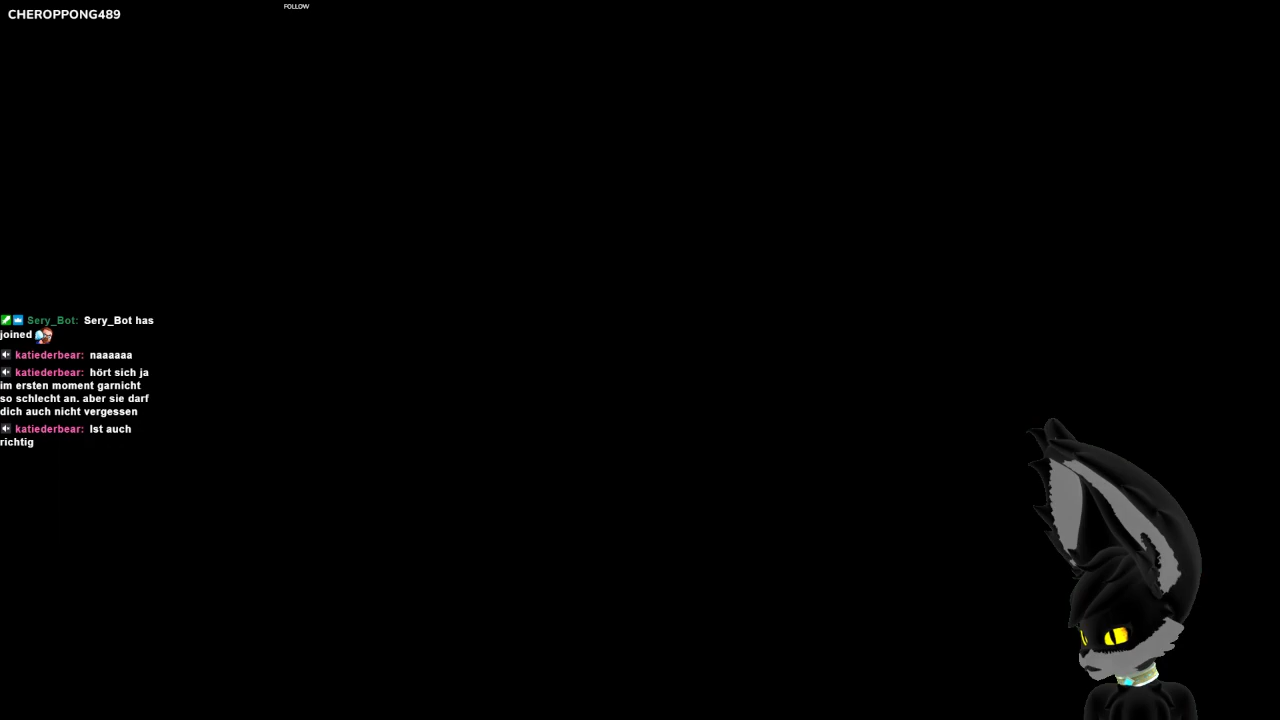 CHEROPPONG489
FOLLOW
Sery_Bot: Sery_Bot has
joined
katiederbear: naaaaaa
katiederbear: hört sich ja
im ersten moment garnicht
so schlecht an. aber sie darf
dich auch nicht vergessen
katiederbear: Ist auch
richtig